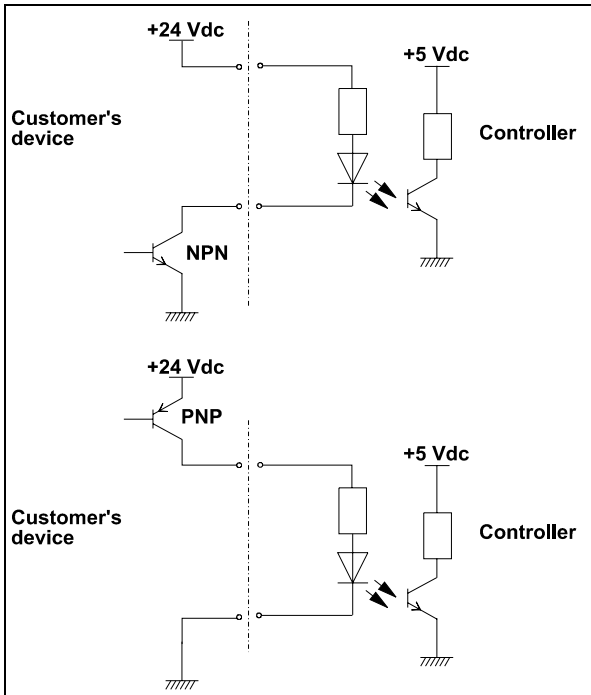 +24 Vdc
+5 Vdc
Customer's
device
Controller
NPN
+24 Vdc
PNP
+5 Vdc
Customer's
device
Controller